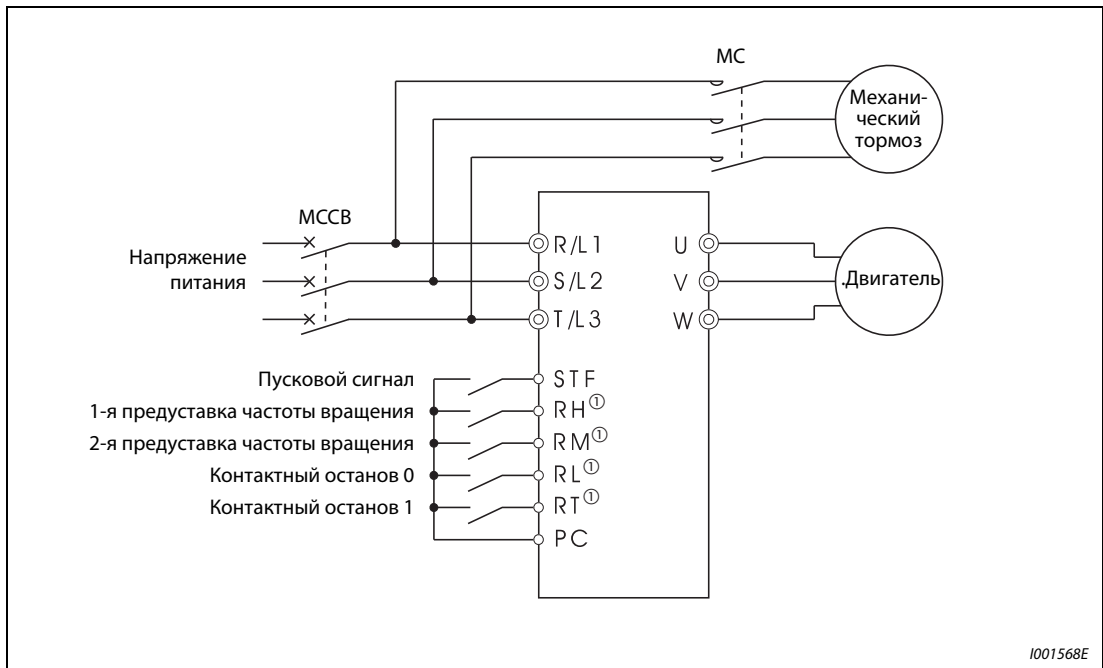 MC
Механи-
ческий
тормоз
MCCB
Напряжение
питания
R/L1
S/L2
T/L3
U
V
W
.Двигатель
Пусковой сигнал
STF
1-я предуставка частоты вращения
RH①
2-я предуставка частоты вращения
RM①
Контактный останов 0
RL①
Контактный останов 1
RT①
PC
I001568E